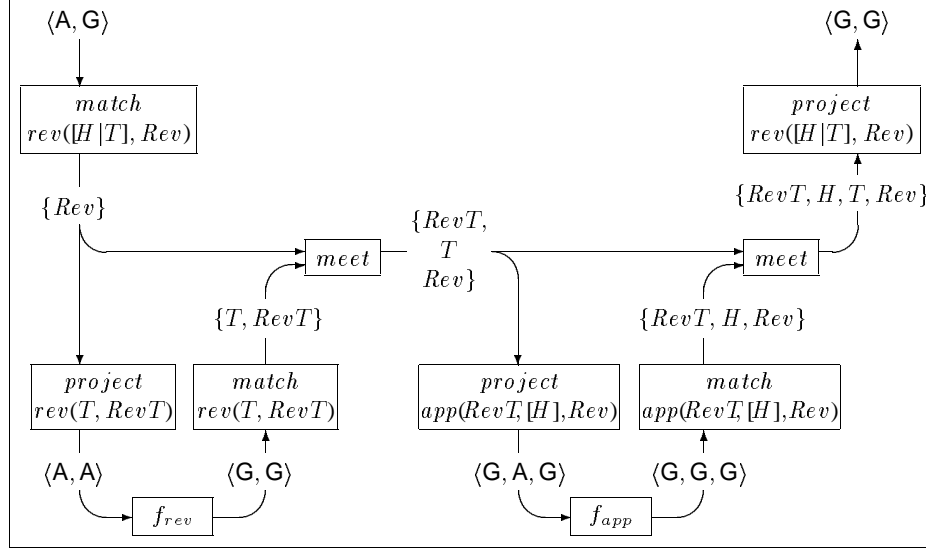 ⟨A, G⟩
⟨G, G⟩
match
rev([H|T], Rev)
project
rev([H|T], Rev)
{Rev}
{RevT,
T
Rev}
{RevT, H, T, Rev}
meet
meet
{T, RevT}
{RevT, H, Rev}
project
rev(T, RevT)
match
rev(T, RevT)
project
app(RevT,[H],Rev)
match
app(RevT,[H],Rev)
⟨A, A⟩
⟨G, G⟩
⟨G, A, G⟩
⟨G, G, G⟩
f_rev
f_app